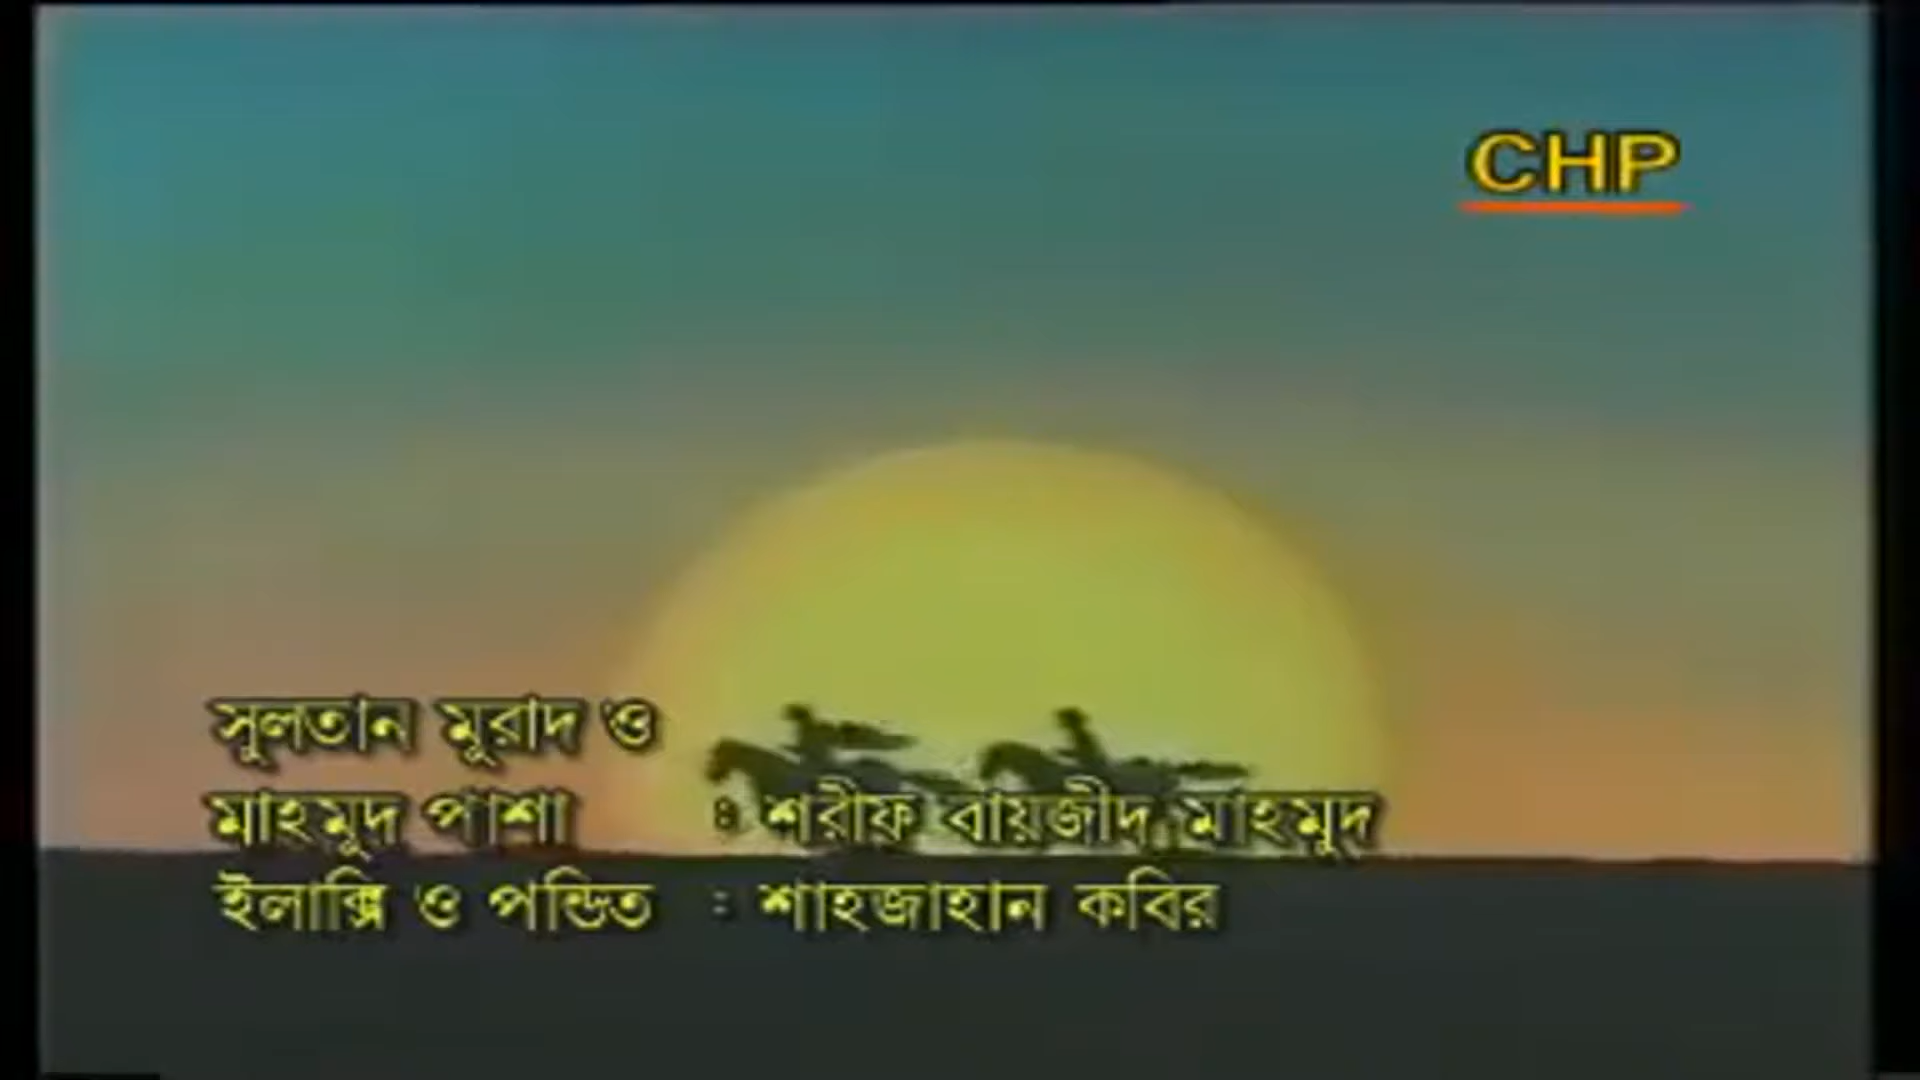 CHP
সুলতান মুরাদ ও
মাহমুদ পাশা ঃ শরীফ বায়জীদ মাহমুদ
ইলাক্সি ও পন্ডিত : শাহজাহান কবির